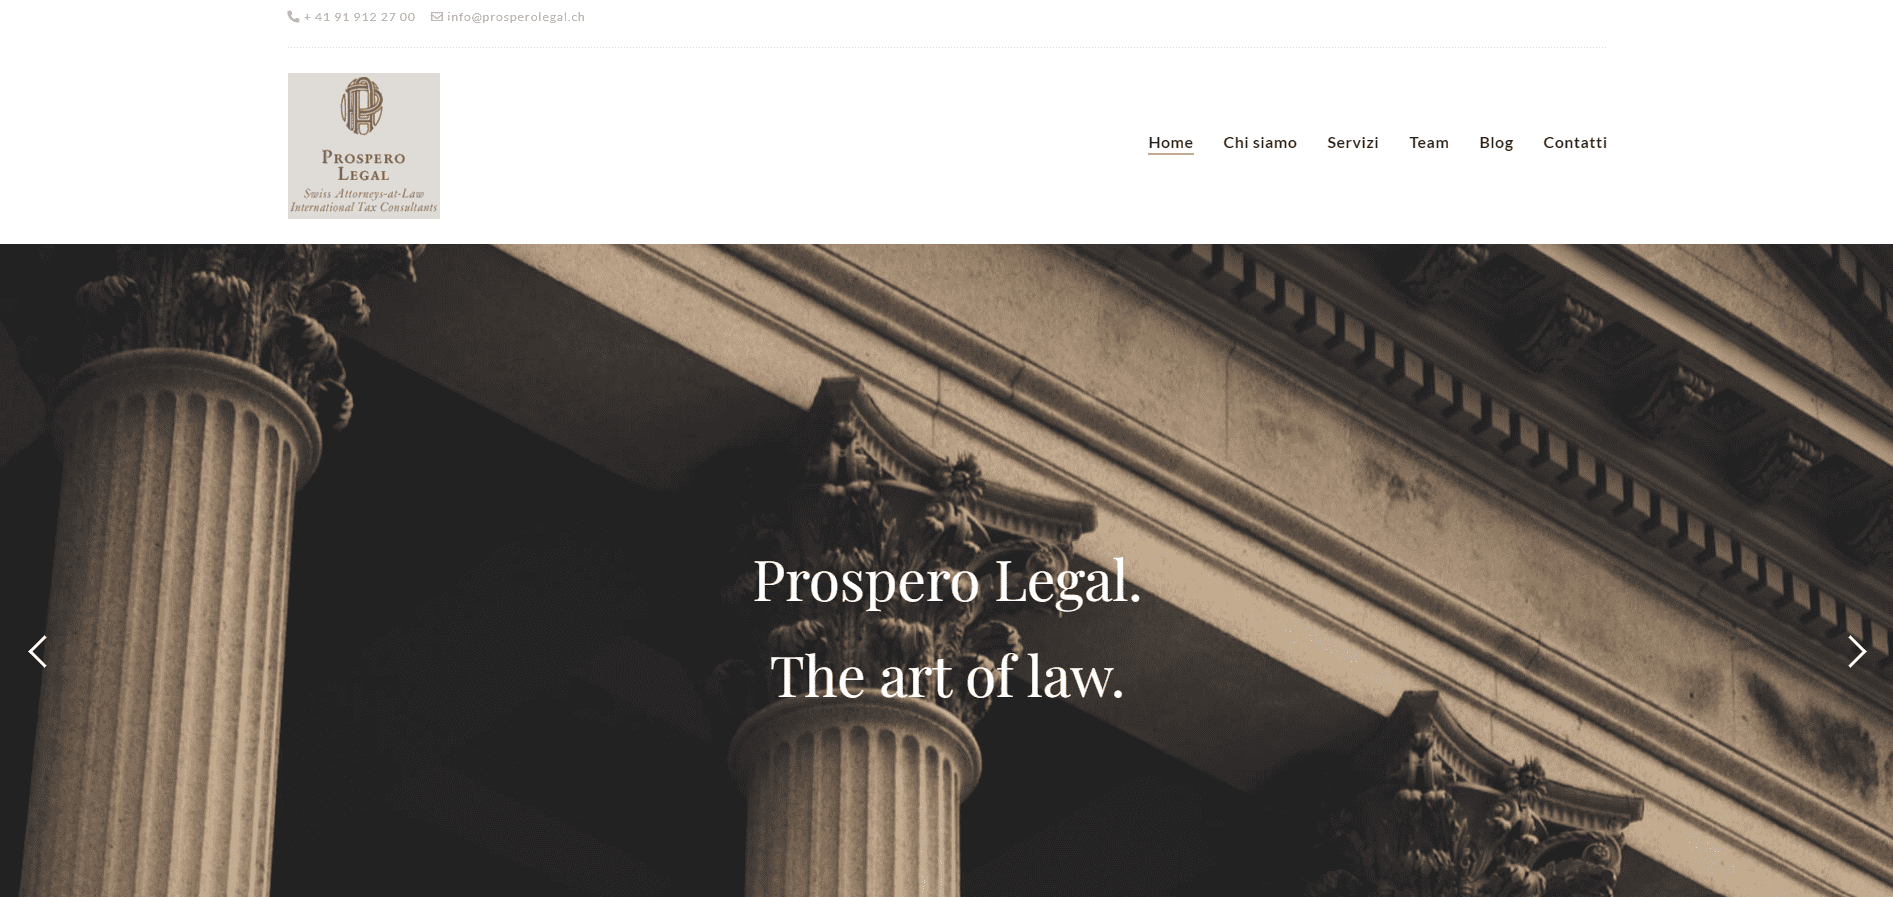 + 41 91 912 27 00 info@prosperolegal.ch
PROSPERO
LEGAL
Swiss Attorneys-at-Law
International Tax Consultants
Home Chi siamo Servizi Team Blog Contatti
Prospero Legal.
The art of law.